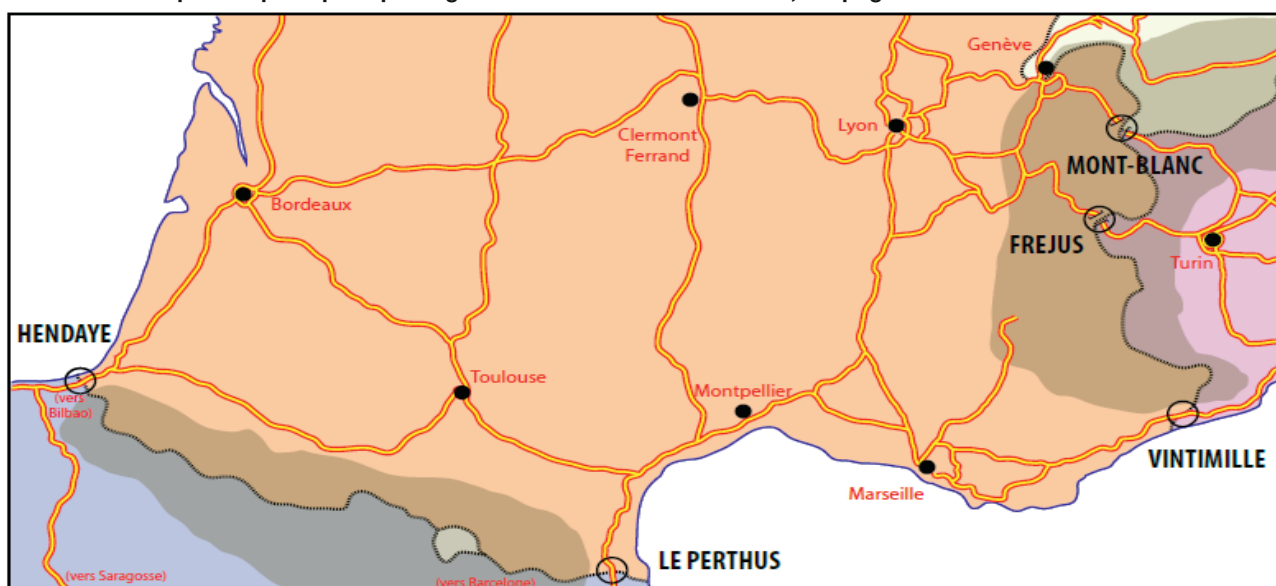 Genève
Lyon
Clermont
Ferrand
MONT-BLANC
Bordeaux
FREJUS
Turin
HENDAYE
Toulouse
Montpellier
(vers
Bilbao)
VINTIMILLE
Marseille
LE PERTHUS
(vers Saragosse)
(vers Barcelone)